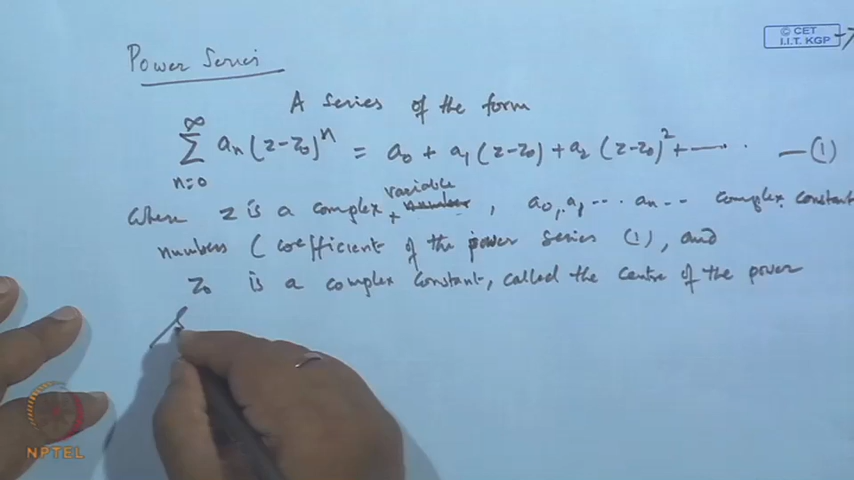 © CET
I.I.T. KGP
Power Series
A series of the form
∞
∑ aₙ (z-z₀)ⁿ = a₀ + a₁ (z-z₀) + a₂ (z-z₀)² + —— · · —(1)
n=0
variable
where z is a complex + number , a₀, a₁ ... aₙ ... complex, constant
numbers ( coefficient of the power series (1), and
z₀ is a complex constant, called the centre of the power
NPTEL